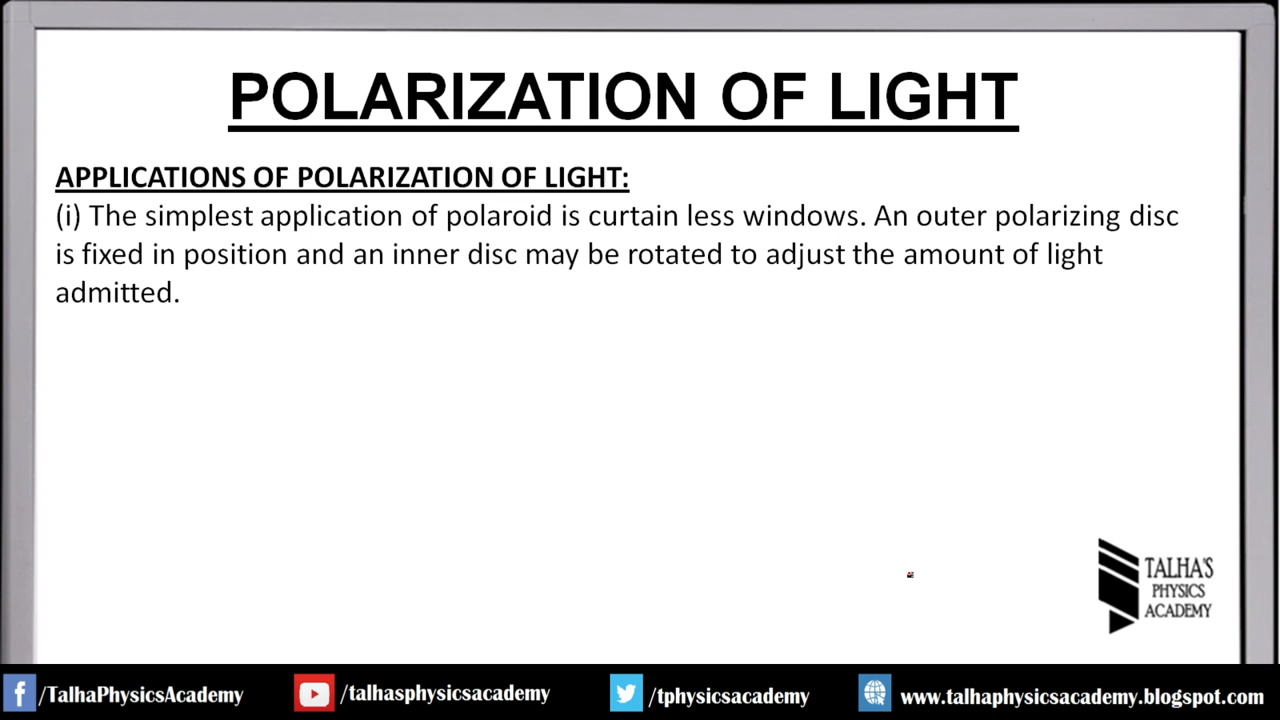 POLARIZATION OF LIGHT
APPLICATIONS OF POLARIZATION OF LIGHT:
(i) The simplest application of polaroid is curtain less windows. An outer polarizing disc
is fixed in position and an inner disc may be rotated to adjust the amount of light
admitted.
TALHA'S
PHYSICS
ACADEMY
/TalhaPhysicsAcademy
/talhasphysicsacademy
/tphysicsacademy
www.talhaphysicsacademy.blogspot.com